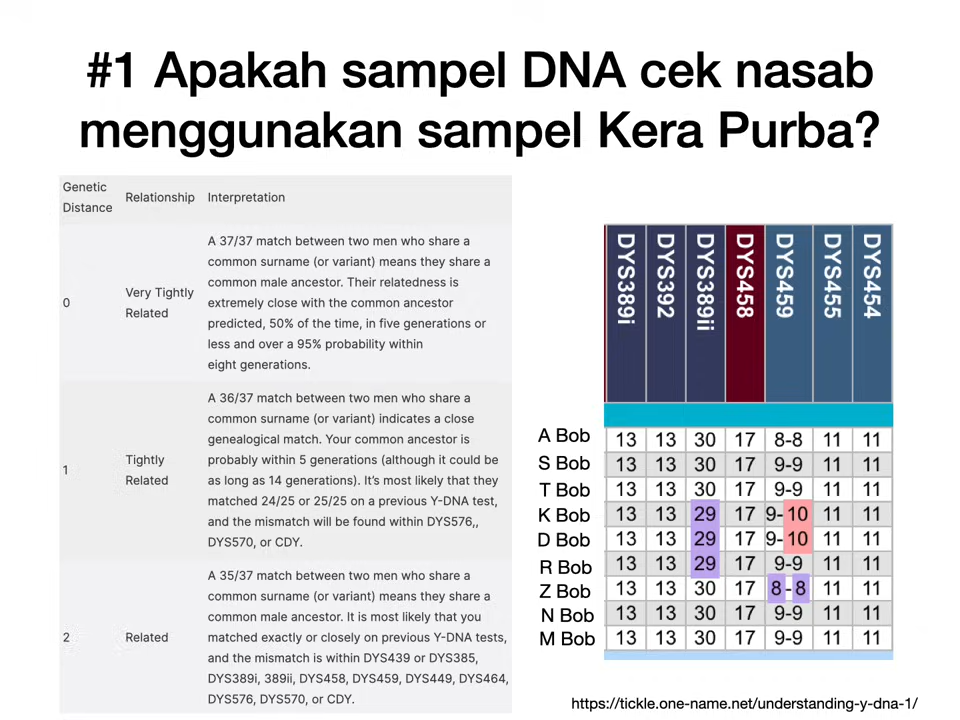 #1 Apakah sampel DNA cek nasab
menggunakan sampel Kera Purba?
Genetic
Distance
Relationship
Interpretation
0
Very Tightly
Related
A 37/37 match between two men who share a
common surname (or variant) means they share a
common male ancestor. Their relatedness is
extremely close with the common ancestor
predicted, 50% of the time, in five generations or
less and over a 95% probability within
eight generations.
1
Tightly
Related
A 36/37 match between two men who share a
common surname (or variant) indicates a close
genealogical match. Your common ancestor is
probably within 5 generations (although it could be
as long as 14 generations). It's most likely that they
matched 24/25 or 25/25 on a previous Y-DNA test,
and the mismatch will be found within DYS576,,
DYS570, or CDY.
2
Related
A 35/37 match between two men who share a
common surname (or variant) means they share a
common male ancestor. It is most likely that you
matched exactly or closely on previous Y-DNA tests,
and the mismatch is within DYS439 or DYS385,
DYS389i, 389ii, DYS458, DYS459, DYS449, DYS464,
DYS576, DYS570, or CDY.
DYS389i DYS392 DYS389ii DYS458 DYS459 DYS455 DYS454
A Bob 13 13 30 17 8-8 11 11
S Bob 13 13 30 17 9-9 11 11
T Bob 13 13 30 17 9-9 11 11
K Bob 13 13 29 17 9-10 11 11
D Bob 13 13 29 17 9-10 11 11
R Bob 13 13 29 17 9-9 11 11
Z Bob 13 13 30 17 8-8 11 11
N Bob 13 13 30 17 9-9 11 11
M Bob 13 13 30 17 9-9 11 11
https://tickle.one-name.net/understanding-y-dna-1/